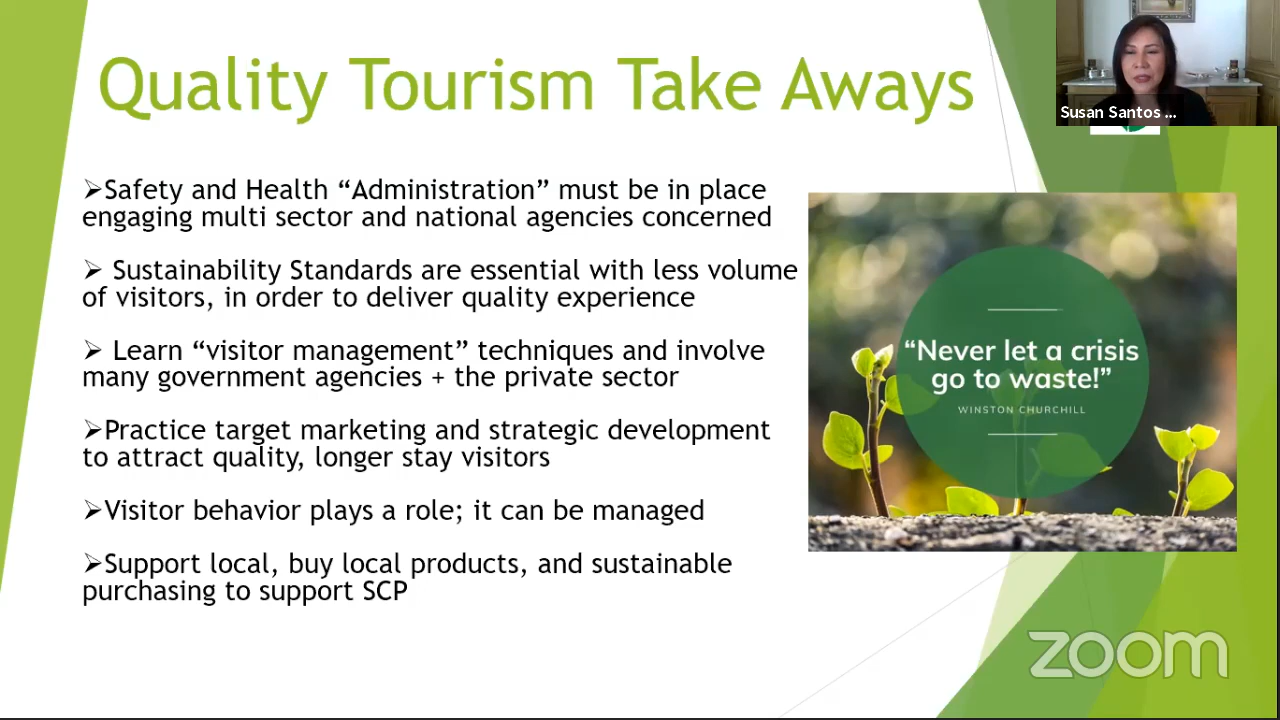 Quality Tourism Take Aways
Susan Santos ...
➢Safety and Health “Administration” must be in place
engaging multi sector and national agencies concerned
➢ Sustainability Standards are essential with less volume
of visitors, in order to deliver quality experience
➢ Learn “visitor management” techniques and involve
many government agencies + the private sector
➢Practice target marketing and strategic development
to attract quality, longer stay visitors
➢Visitor behavior plays a role; it can be managed
➢Support local, buy local products, and sustainable
purchasing to support SCP
“Never let a crisis
go to waste!”
WINSTON CHURCHILL
zoom